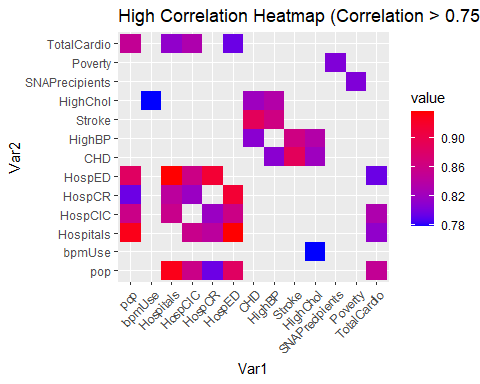 High Correlation Heatmap (Correlation > 0.75
TotalCardio
Poverty
SNAPrecipients
HighChol
Stroke
HighBP
CHD
HospED
HospCR
HospCIC
Hospitals
bpmUse
pop
Var2
pop
bpmUse
Hospitals
HospCIC
HospCR
HospED
CHD
HighBP
Stroke
HighChol
SNAPrecipients
Poverty
TotalCardio
Var1
value
0.90
0.86
0.82
0.78